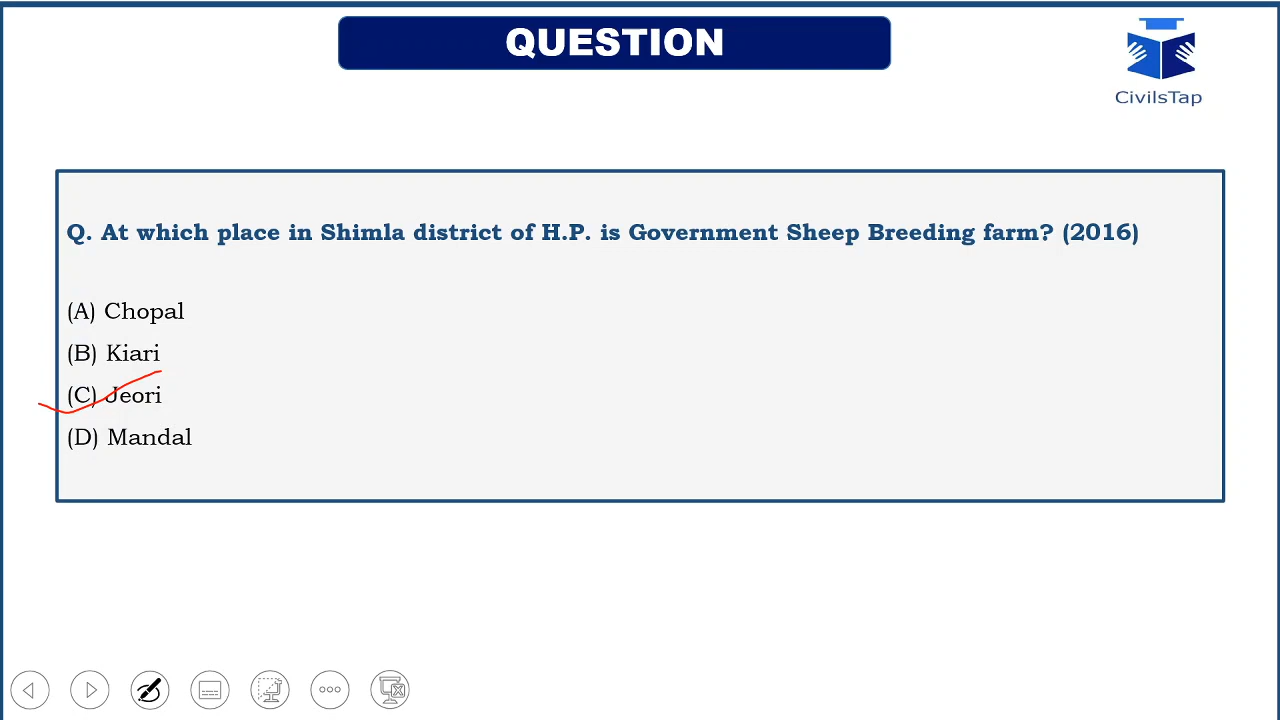 QUESTION
CivilsTap
Q. At which place in Shimla district of H.P. is Government Sheep Breeding farm? (2016)
(A) Chopal
(B) Kiari
(C) Jeori
(D) Mandal